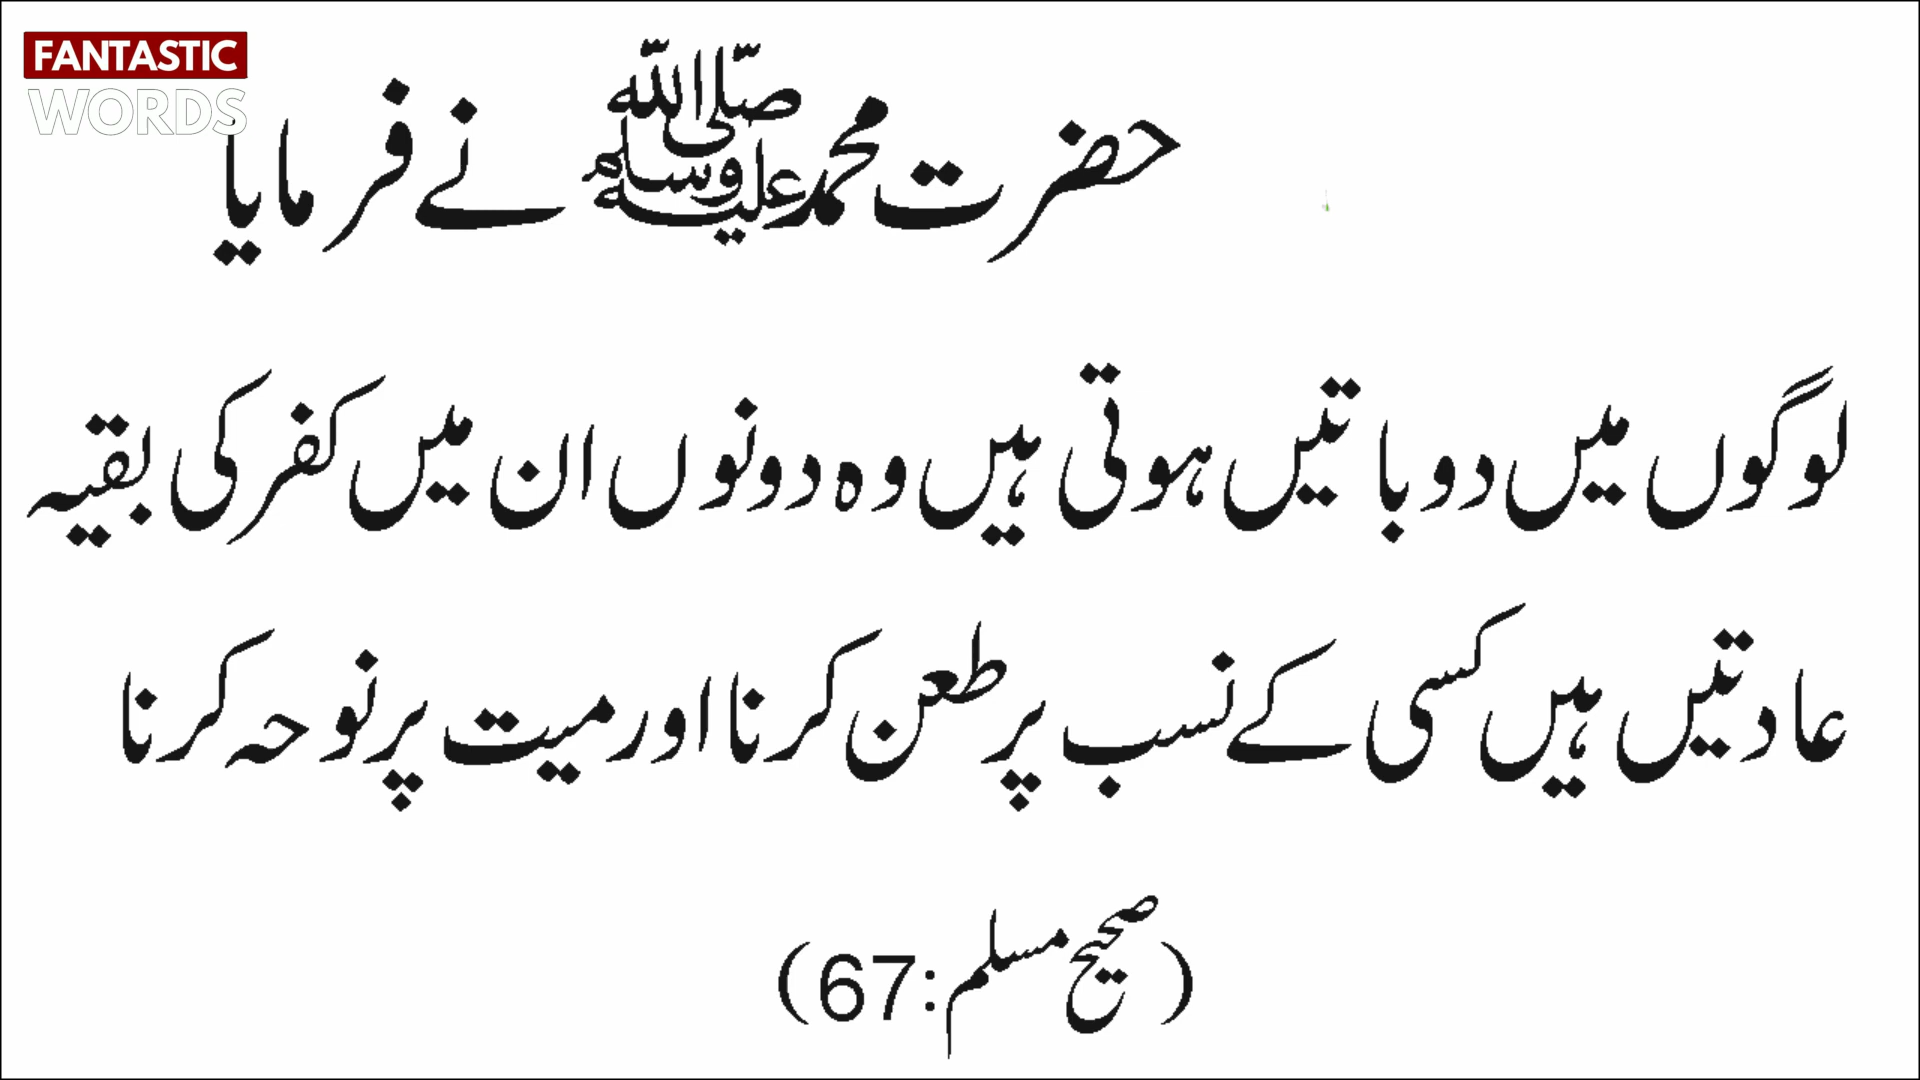 FANTASTIC
WORDS
حضرت محمد صلی اللہ علیہ وسلم نے فرمایا
لوگوں میں دو باتیں ہوتی ہیں وہ دونوں ان میں کفر کی بقیہ
عادتیں ہیں کسی کے نسب پر طعن کرنا اور میت پر نوحہ کرنا
(صحیح مسلم:67)